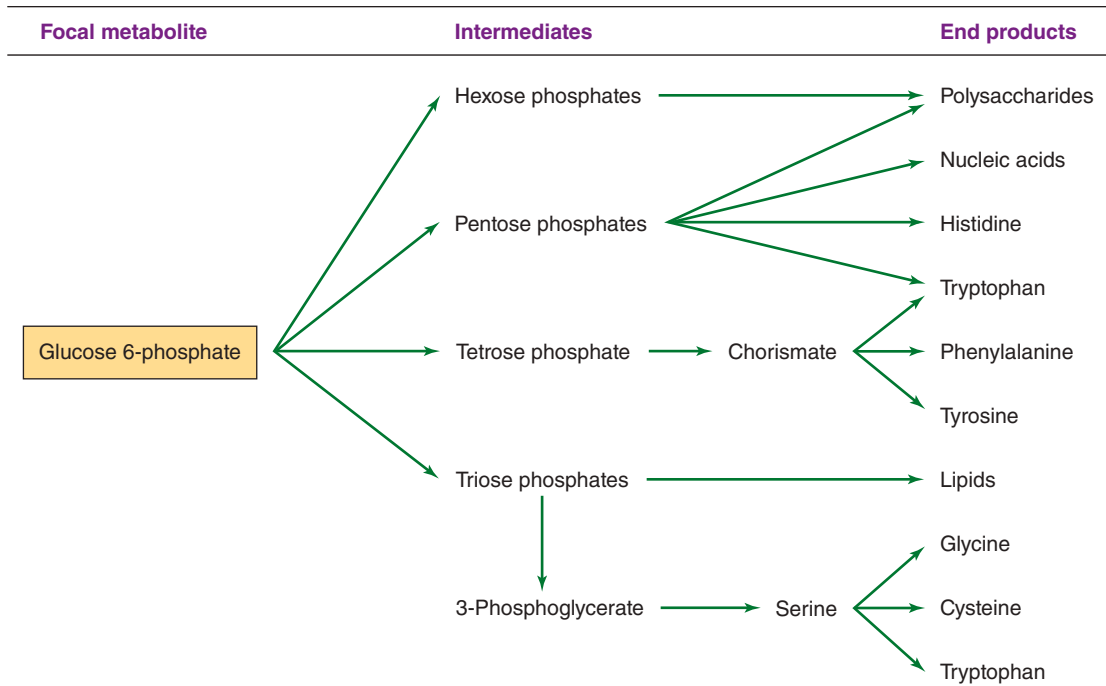 Focal metabolite
Intermediates
End products
Hexose phosphates
Polysaccharides
Nucleic acids
Pentose phosphates
Histidine
Tryptophan
Glucose 6-phosphate
Tetrose phosphate
Chorismate
Phenylalanine
Tyrosine
Triose phosphates
Lipids
Glycine
3-Phosphoglycerate
Serine
Cysteine
Tryptophan